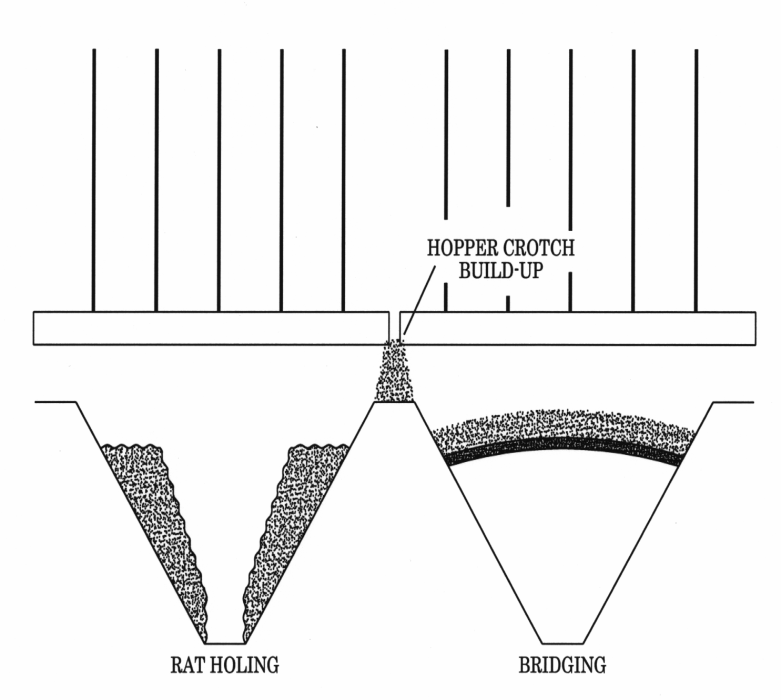 HOPPER CROTCH
BUILD-UP
RAT HOLING
BRIDGING